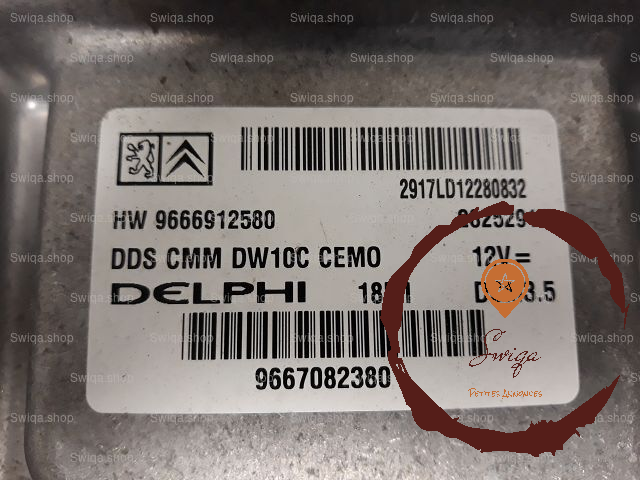 2917LD12280832
HW 9666912580
DDS CMM DW10C CEMO 12V =
DELPHI
9667082380
Swiqa
PETITES ANNONCES
Swiqa.shop